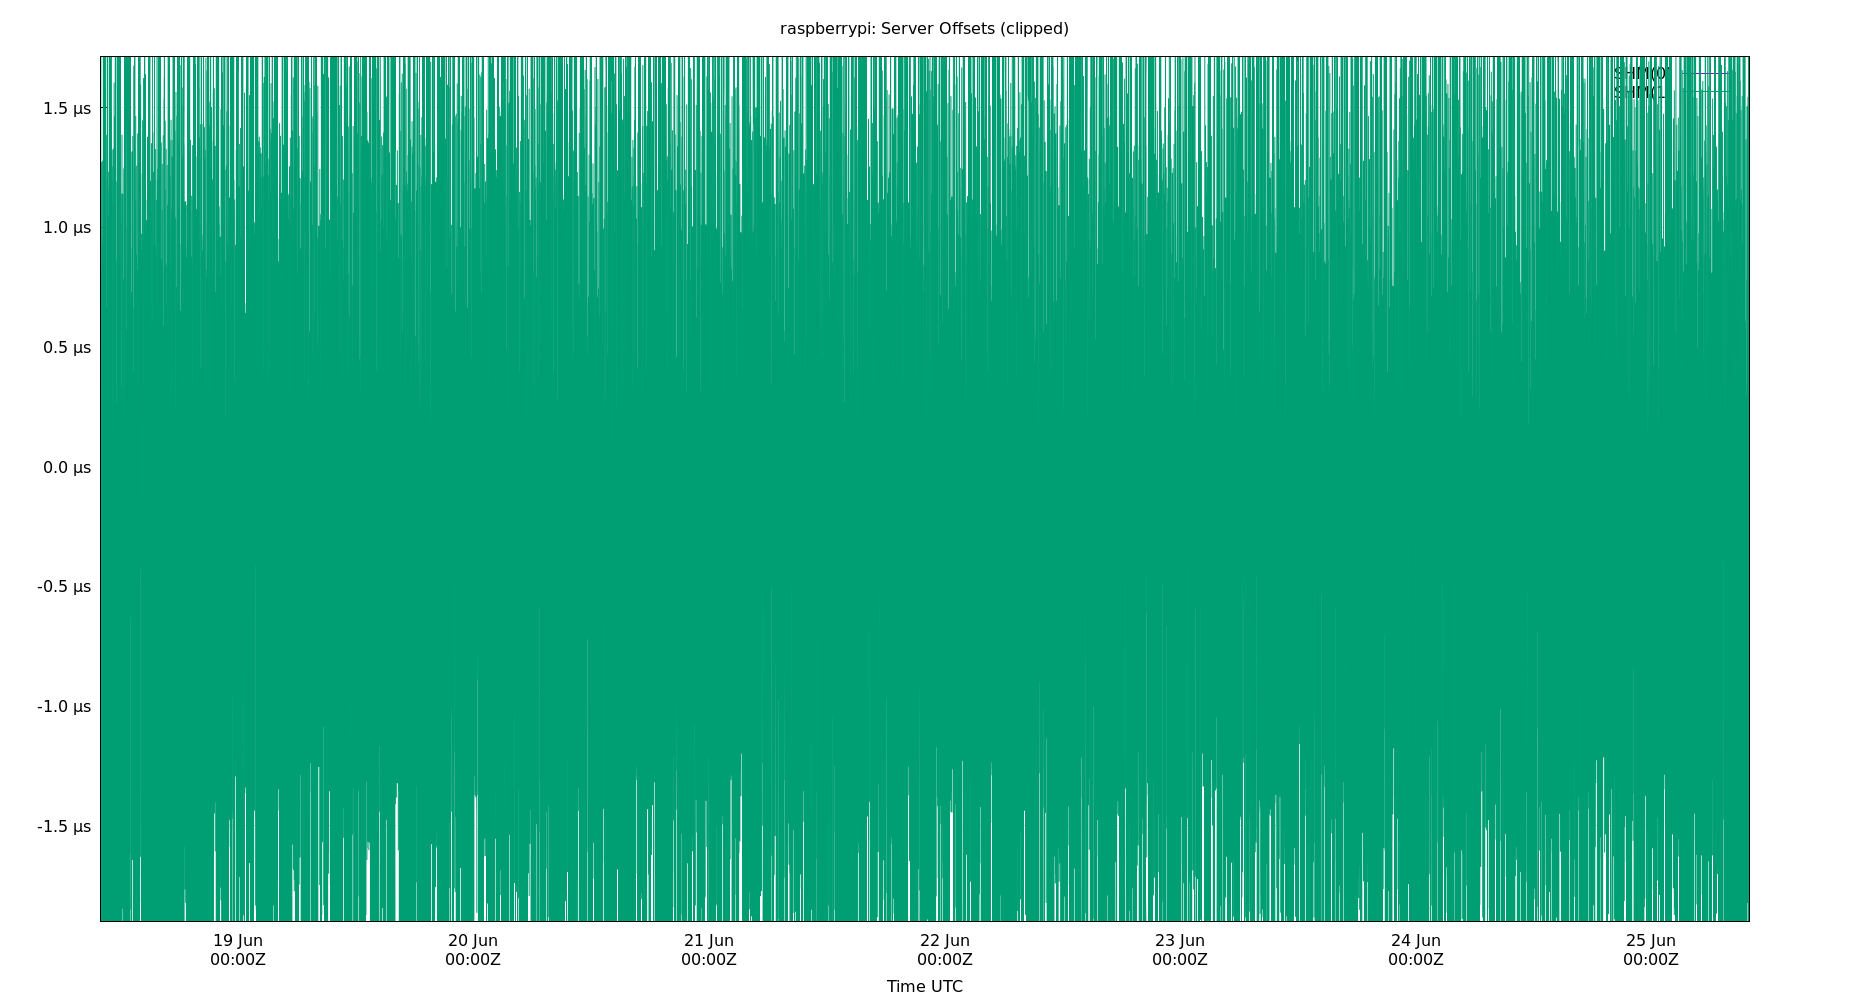 raspberrypi: Server Offsets (clipped)
SHM(0)
1.5 µs
1.0 µs
0.5 µs
0.0 µs
-0.5 µs
-1.0 µs
-1.5 µs
19 Jun 20 Jun 21 Jun 22 Jun 23 Jun 24 Jun 25 Jun
00:00Z 00:00Z 00:00Z 00:00Z 00:00Z 00:00Z 00:00Z
Time UTC